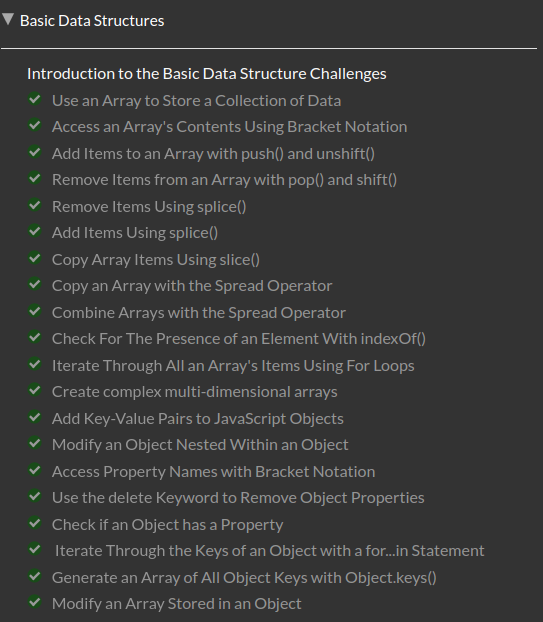 Basic Data Structures
Introduction to the Basic Data Structure Challenges
Use an Array to Store a Collection of Data
Access an Array's Contents Using Bracket Notation
Add Items to an Array with push() and unshift()
Remove Items from an Array with pop() and shift()
Remove Items Using splice()
Add Items Using splice()
Copy Array Items Using slice()
Copy an Array with the Spread Operator
Combine Arrays with the Spread Operator
Check For The Presence of an Element With indexOf()
Iterate Through All an Array's Items Using For Loops
Create complex multi-dimensional arrays
Add Key-Value Pairs to JavaScript Objects
Modify an Object Nested Within an Object
Access Property Names with Bracket Notation
Use the delete Keyword to Remove Object Properties
Check if an Object has a Property
Iterate Through the Keys of an Object with a for...in Statement
Generate an Array of All Object Keys with Object.keys()
Modify an Array Stored in an Object